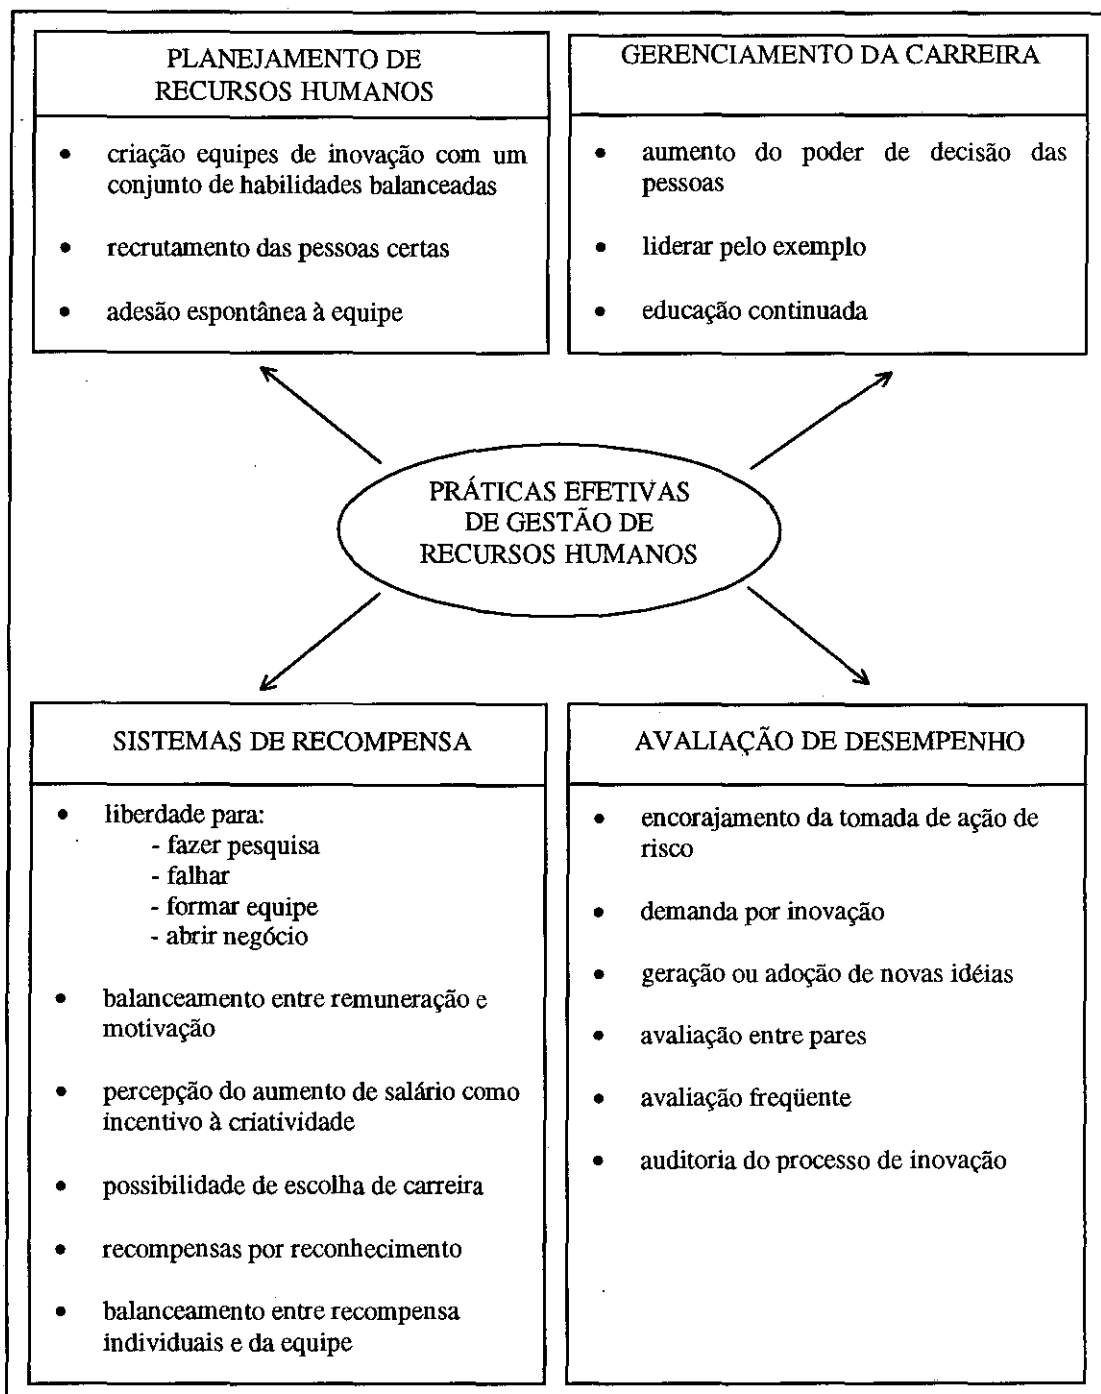 PLANEJAMENTO DE
RECURSOS HUMANOS
• criação equipes de inovação com um
conjunto de habilidades balanceadas
• recrutamento das pessoas certas
• adesão espontânea à equipe
GERENCIAMENTO DA CARREIRA
• aumento do poder de decisão das
pessoas
• liderar pelo exemplo
• educação continuada
PRÁTICAS EFETIVAS
DE GESTÃO DE
RECURSOS HUMANOS
SISTEMAS DE RECOMPENSA
• liberdade para:
- fazer pesquisa
- falhar
- formar equipe
- abrir negócio
• balanceamento entre remuneração e
motivação
• percepção do aumento de salário como
incentivo à criatividade
• possibilidade de escolha de carreira
• recompensas por reconhecimento
• balanceamento entre recompensa
individuais e da equipe
AVALIAÇÃO DE DESEMPENHO
• encorajamento da tomada de ação de
risco
• demanda por inovação
• geração ou adoção de novas idéias
• avaliação entre pares
• avaliação freqüente
• auditoria do processo de inovação